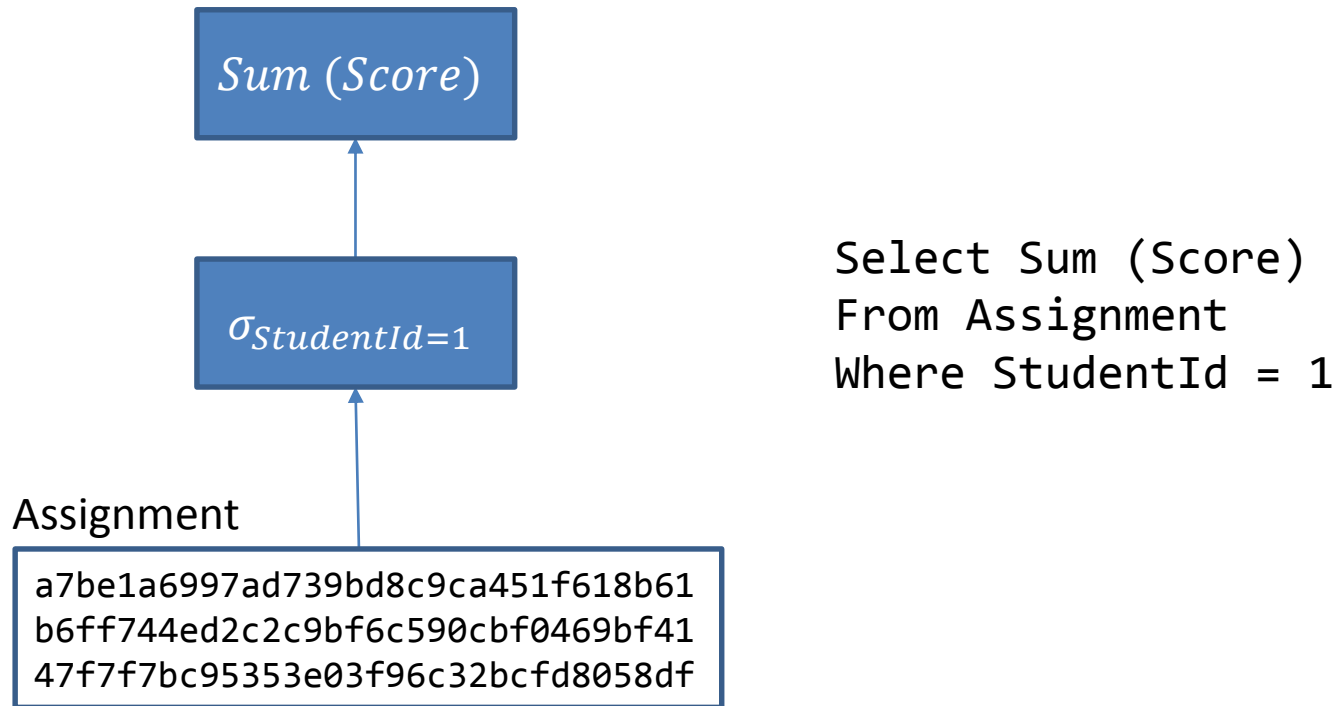 Sum (Score)
σStudentId=1
Select Sum (Score)
From Assignment
Where StudentId = 1
Assignment
a7be1a6997ad739bd8c9ca451f618b61
b6ff744ed2c2c9bf6c590cbf0469bf41
47f7f7bc95353e03f96c32bcfd8058df